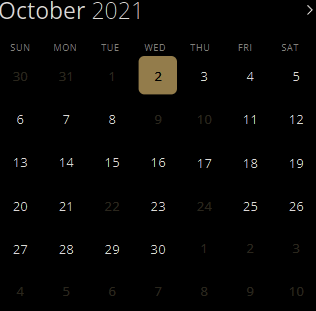 October 2021
SUN MON TUE WED THU FRI SAT
30 31 1 2 3 4 5
6 7 8 9 10 11 12
13 14 15 16 17 18 19
20 21 22 23 24 25 26
27 28 29 30 1 2 3
4 5 6 7 8 9 10